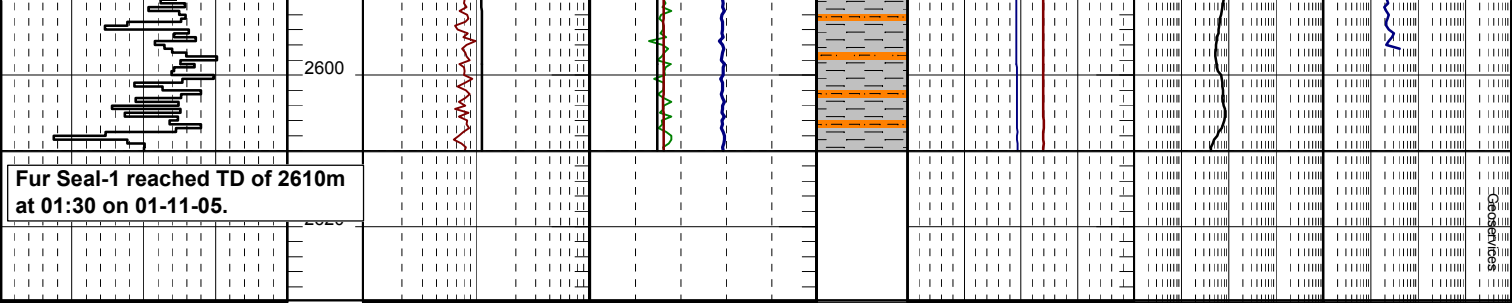 2600
Fur Seal-1 reached TD of 2610m
at 01:30 on 01-11-05.
Geoservices